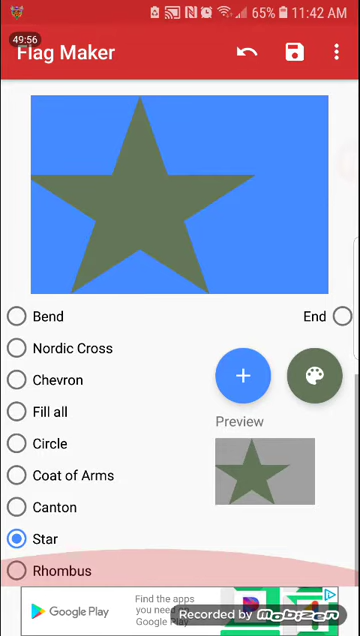 65% 11:42 AM
49:56
Flag Maker
Bend
End
Nordic Cross
Chevron
Fill all
Preview
Circle
Coat of Arms
Canton
Star
Rhombus
Google Play
Find the apps
you need
Google Play
Recorded by mobizen